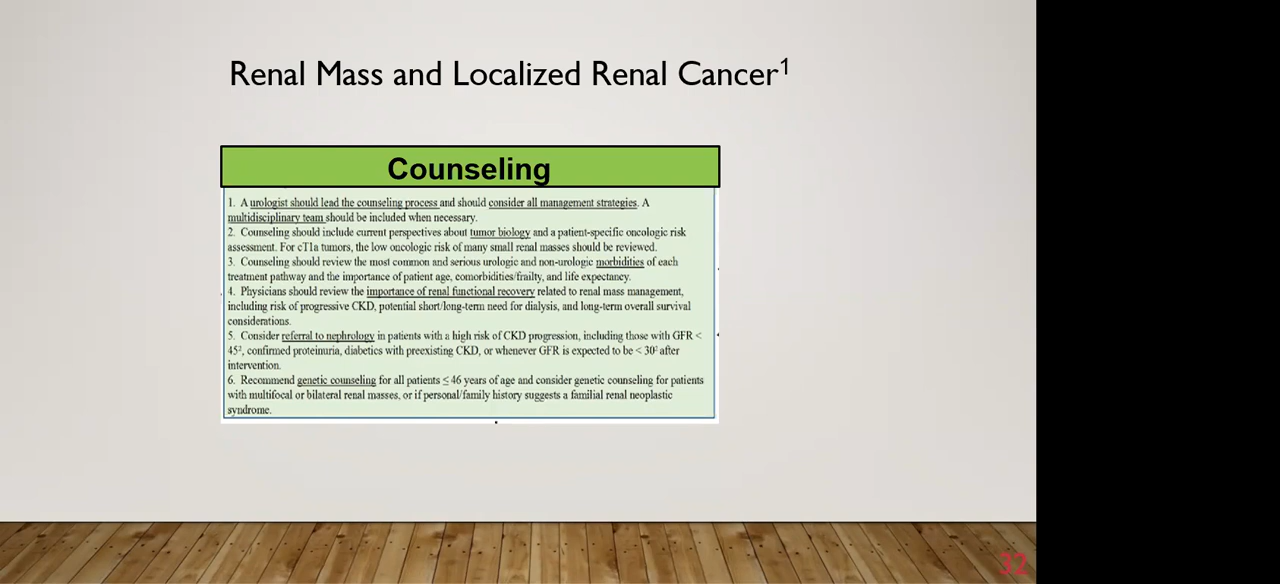 Renal Mass and Localized Renal Cancer¹
Counseling
1. A urologist should lead the counseling process and should consider all management strategies. A
multidisciplinary team should be included when necessary.
2. Counseling should include current perspectives about tumor biology and a patient-specific oncologic risk
assessment. For cT1a tumors, the low oncologic risk of many small renal masses should be reviewed.
3. Counseling should review the most common and serious urologic and non-urologic morbidities of each
treatment pathway and the importance of patient age, comorbidities/frailty, and life expectancy.
4. Physicians should review the importance of renal functional recovery related to renal mass management,
including risk of progressive CKD, potential short/long-term need for dialysis, and long-term overall survival
considerations.
5. Consider referral to nephrology in patients with a high risk of CKD progression, including those with GFR <
45², confirmed proteinuria, diabetics with preexisting CKD, or whenever GFR is expected to be < 30² after
intervention.
6. Recommend genetic counseling for all patients ≤ 46 years of age and consider genetic counseling for patients
with multifocal or bilateral renal masses, or if personal/family history suggests a familial renal neoplastic
syndrome.
32